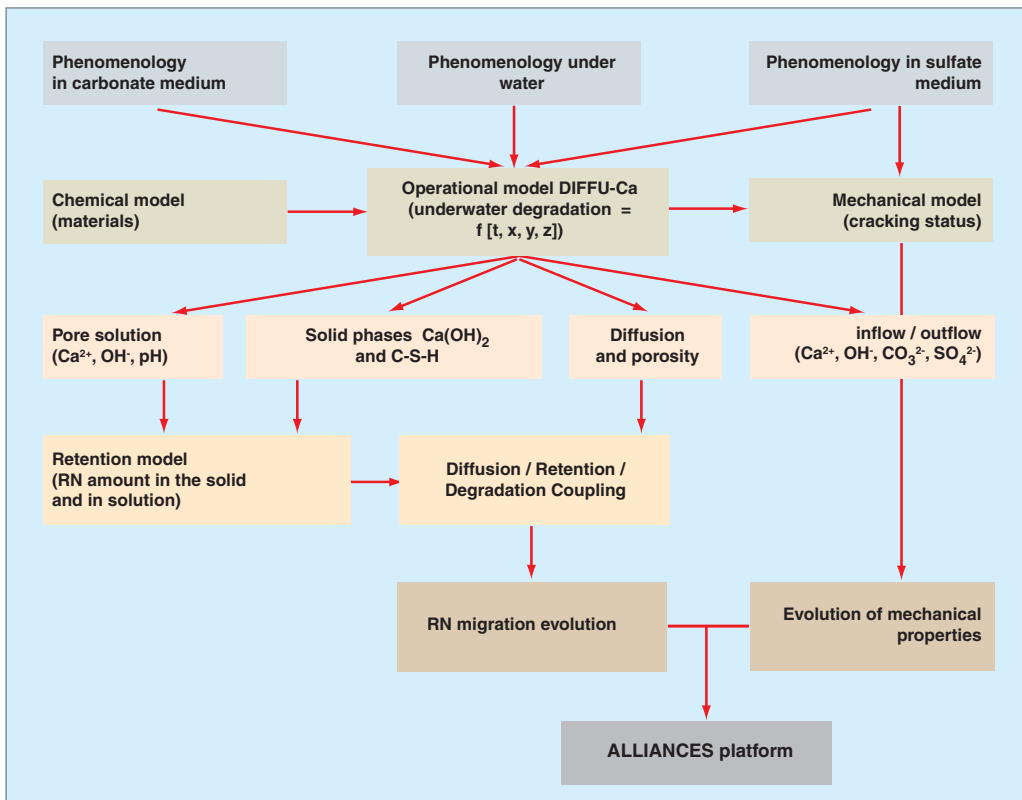 Phenomenology
in carbonate medium
Phenomenology under
water
Phenomenology in sulfate
medium
Chemical model
(materials)
Operational model DIFFU-Ca
(underwater degradation =
f [t, x, y, z])
Mechanical model
(cracking status)
Pore solution
(Ca²⁺, OH⁻, pH)
Solid phases Ca(OH)₂
and C-S-H
Diffusion
and porosity
inflow / outflow
(Ca²⁺, OH⁻, CO₃²⁻, SO₄²⁻)
Retention model
(RN amount in the solid
and in solution)
Diffusion / Retention /
Degradation Coupling
RN migration evolution
Evolution of mechanical
properties
ALLIANCES platform